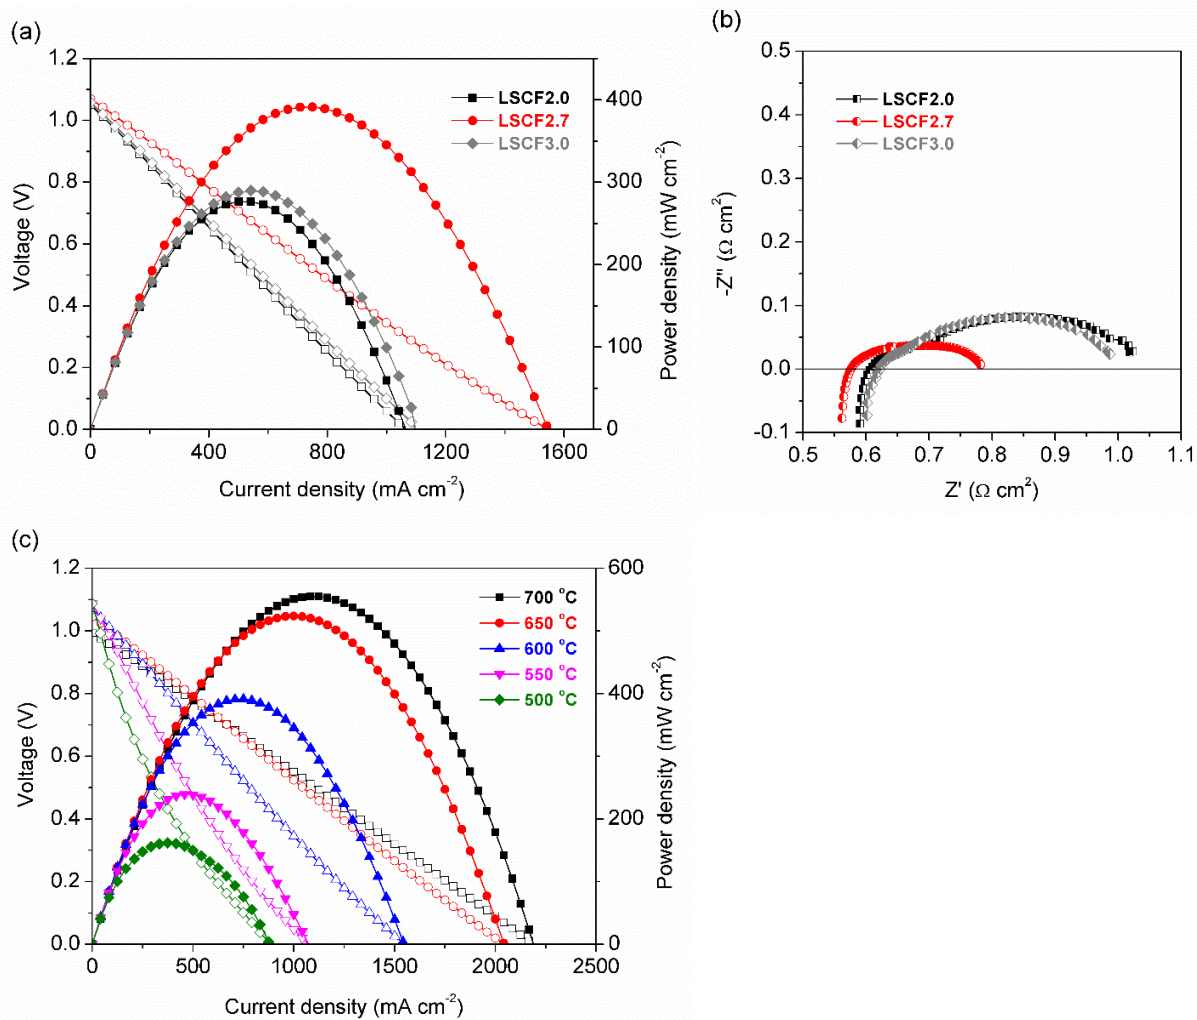 (a)
1.2
1.0
0.8
0.6
0.4
0.2
0.0
Voltage (V)
0 400 800 1200 1600
Current density (mA cm-2)
400
300
200
100
0
Power density (mW cm-2)
LSCF2.0
LSCF2.7
LSCF3.0
(b)
0.5
0.4
0.3
0.2
0.1
0.0
-0.1
-Z" (Ω cm2)
0.5 0.6 0.7 0.8 0.9 1.0 1.1
Z' (Ω cm2)
LSCF2.0
LSCF2.7
LSCF3.0
(c)
1.2
1.0
0.8
0.6
0.4
0.2
0.0
Voltage (V)
0 500 1000 1500 2000 2500
Current density (mA cm-2)
600
400
200
0
Power density (mW cm-2)
700 oC
650 oC
600 oC
550 oC
500 oC